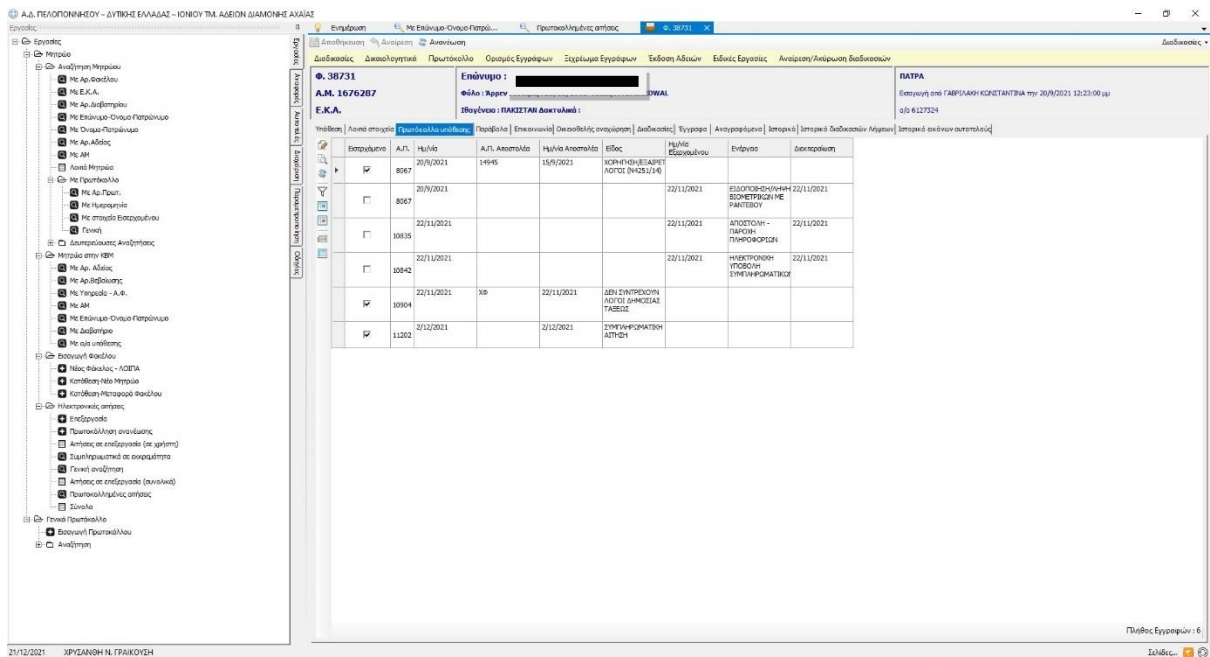 Α.Δ. ΠΕΛΟΠΟΝΝΗΣΟΥ – ΔΥΤΙΚΗΣ ΕΛΛΑΔΑΣ – ΙΟΝΙΟΥ ΤΜ. ΑΔΕΙΩΝ ΔΙΑΜΟΝΗΣ ΑΧΑΪΑΣ
Εργασίες
Ενημέρωση Με Επώνυμο-Όνομα-Πατρώ... Πρωτοκολλημένες αιτήσεις Φ. 38731
Αποθήκευση Αναίρεση Ανανέωση Διαδικασίες
Διαδικασίες Δικαιολογητικά Πρωτόκολλο Ορισμός Εγγράφων Ξεχρέωμα Εγγράφων Έκδοση Αδειών Ειδικές Εργασίες Αναίρεση/Ακύρωση διαδικασιών
Φ. 38731 Επώνυμο : ΠΑΤΡΑ
Α.Μ. 1676287 Φύλο : Άρρεν Εισαγωγή από ΓΑΒΡΙΛΑΚΗ ΚΩΝΣΤΑΝΤΙΝΑ την 20/9/2021 12:23:00 μμ
Ε.Κ.Α. Ιθαγένεια : ΠΑΚΙΣΤΑΝ Δακτυλικά : α/α 6127324
Υπόθεση Λοιπά στοιχεία Πρωτόκολλα υπόθεσης Παράβολα Επικοινωνία Οικειοθελής αναχώρηση Διαδικασίες Έγγραφα Αναγραφόμενα Ιστορικό Ιστορικό διαδικασιών Λήψεων Ιστορικό εικόνων αυτοτελούς
Εισερχόμενο Α.Π. Ημ/νία Α.Π. Αποστολέα Ημ/νία Αποστολέα Είδος Ημ/νία Εξερχομένου Ενέργεια Διεκπεραίωση
8067 20/9/2021 14945 15/9/2021 ΧΟΡΗΓΗΣΗ/ΕΞΑΙΡΕΤ
ΛΟΓΟΙ (Ν4251/14)
8067 20/9/2021 22/11/2021 ΕΙΔΟΠΟΙΗΣΗ/ΛΗΨΗ 22/11/2021
ΒΙΟΜΕΤΡΙΚΩΝ ΜΕ
ΡΑΝΤΕΒΟΥ
10835 22/11/2021 22/11/2021 ΑΠΟΣΤΟΛΗ - 22/11/2021
ΠΑΡΟΧΗ
ΠΛΗΡΟΦΟΡΙΩΝ
10842 22/11/2021 22/11/2021 ΗΛΕΚΤΡΟΝΙΚΗ 22/11/2021
ΥΠΟΒΟΛΗ
ΣΥΜΠΛΗΡΩΜΑΤΙΚΩΝ
10904 22/11/2021 ΧΦ 22/11/2021 ΔΕΝ ΣΥΝΤΡΕΧΟΥΝ
ΛΟΓΟΙ ΔΗΜΟΣΙΑΣ
ΤΑΞΕΩΣ
11202 2/12/2021 2/12/2021 ΣΥΜΠΛΗΡΩΜΑΤΙΚΗ
ΑΙΤΗΣΗ
Εργασίες
Μητρώο
Αναζήτηση Μητρώου
Με Αρ.Φακέλου
Με Ε.Κ.Α.
Με Αρ.Διαβατηρίου
Με Επώνυμο-Όνομα-Πατρώνυμο
Με Όνομα-Πατρώνυμο
Με Αρ.Αδείας
Με ΑΜ
Λοιπά Μητρώα
Με Πρωτόκολλο
Με Αρ.Πρωτ.
Με Ημερομηνία
Με στοιχεία Εισερχομένου
Γενική
Δευτερεύουσες Αναζητήσεις
Μητρώα στην ΚΒΜ
Με Αρ. Αδείας
Με Αρ.Βεβαίωσης
Με Υπηρεσία - Α.Φ.
Με ΑΜ
Με Επώνυμο-Όνομα-Πατρώνυμο
Με Διαβατήριο
Με α/α υπόθεσης
Εισαγωγή Φακέλου
Νέος Φάκελος - ΛΟΙΠΑ
Κατάθεση-Νέο Μητρώο
Κατάθεση-Μεταφορά Φακέλου
Ηλεκτρονικές αιτήσεις
Επεξεργασία
Πρωτοκόλληση ανανέωσης
Αιτήσεις σε επεξεργασία (σε χρήστη)
Συμπληρωματικά σε εκκρεμότητα
Γενική αναζήτηση
Αιτήσεις σε επεξεργασία (συνολικά)
Πρωτοκολλημένες αιτήσεις
Σύνολα
Γενικό Πρωτόκολλο
Εισαγωγή Πρωτοκόλλου
Αναζήτηση
Εργασίες
Αναφορές
Αυτοτελές
Διαχείριση
Παραμετροποίηση
Οδηγίες
Πλήθος Εγγραφών : 6
21/12/2021 ΧΡΥΣΑΝΘΗ Ν. ΓΡΑΙΚΟΥΣΗ Σελίδες...